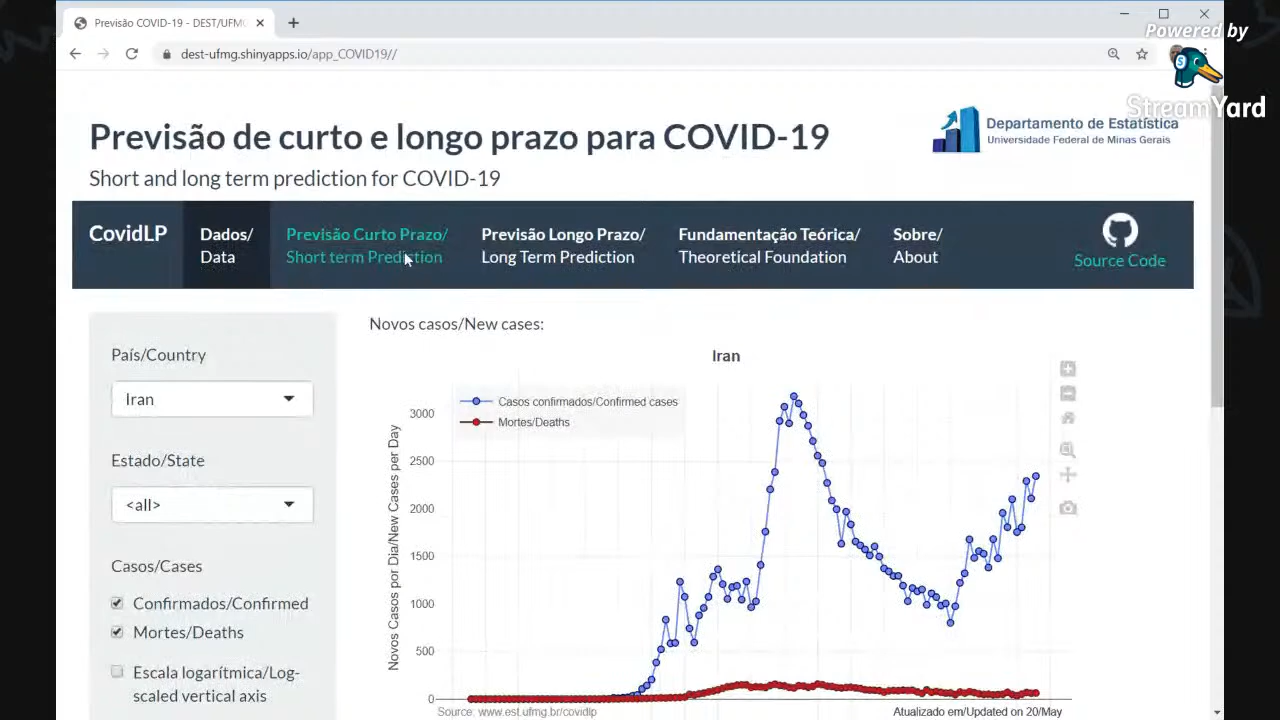 Previsão COVID-19 - DEST/UFMG
Powered by
StreamYard
dest-ufmg.shinyapps.io/app_COVID19//
Previsão de curto e longo prazo para COVID-19
Short and long term prediction for COVID-19
Departamento de Estatística
Universidade Federal de Minas Gerais
CovidLP
Dados/
Data
Previsão Curto Prazo/
Short term Prediction
Previsão Longo Prazo/
Long Term Prediction
Fundamentação Teórica/
Theoretical Foundation
Sobre/
About
Source Code
País/Country
Iran
Estado/State
<all>
Casos/Cases
Confirmados/Confirmed
Mortes/Deaths
Escala logarítmica/Log-
scaled vertical axis
Novos casos/New cases:
Iran
Casos confirmados/Confirmed cases
Mortes/Deaths
Novos Casos por Dia/New Cases per Day
3000
2500
2000
1500
1000
500
0
Source: www.est.ufmg.br/covidlp
Atualizado em/Updated on 20/May